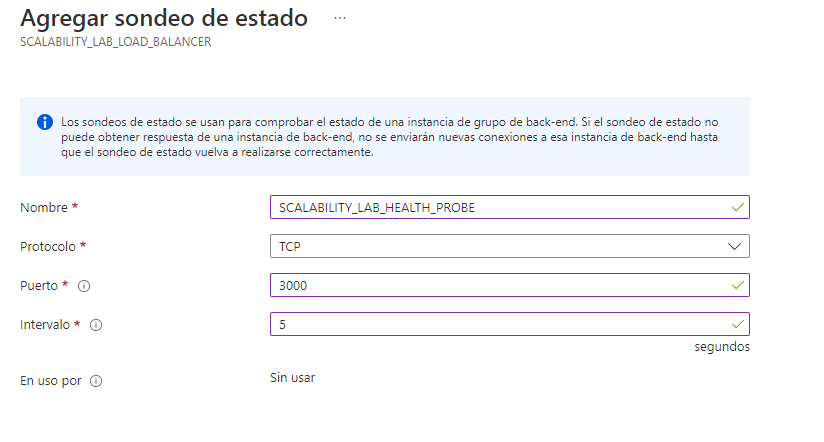 Agregar sondeo de estado ...
SCALABILITY_LAB_LOAD_BALANCER
Los sondeos de estado se usan para comprobar el estado de una instancia de grupo de back-end. Si el sondeo de estado no
puede obtener respuesta de una instancia de back-end, no se enviarán nuevas conexiones a esa instancia de back-end hasta
que el sondeo de estado vuelva a realizarse correctamente.
Nombre * SCALABILITY_LAB_HEALTH_PROBE
Protocolo * TCP
Puerto * 3000
Intervalo * 5
segundos
En uso por Sin usar